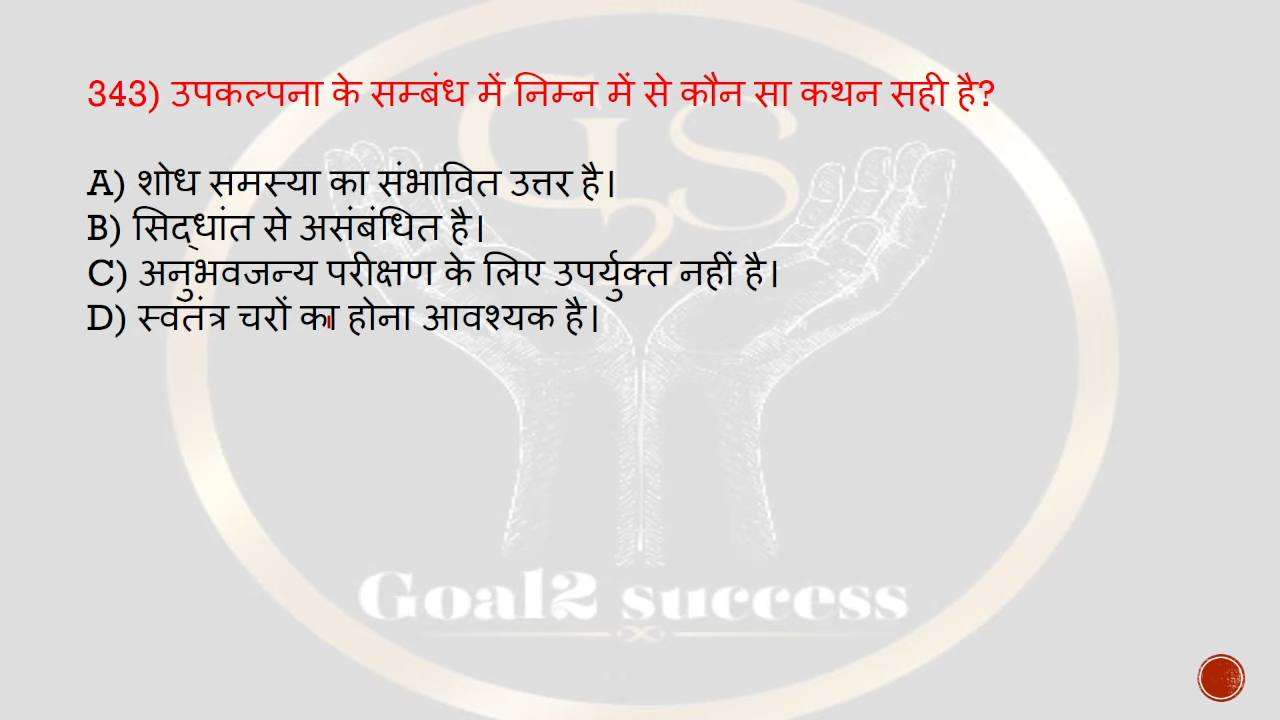 343) उपकल्पना के सम्बंध में निम्न में से कौन सा कथन सही है?
A) शोध समस्या का संभावित उत्तर है।
B) सिद्धांत से असंबंधित है।
C) अनुभवजन्य परीक्षण के लिए उपर्युक्त नहीं है।
D) स्वतंत्र चरों का होना आवश्यक है।
G2S
Goal2 success